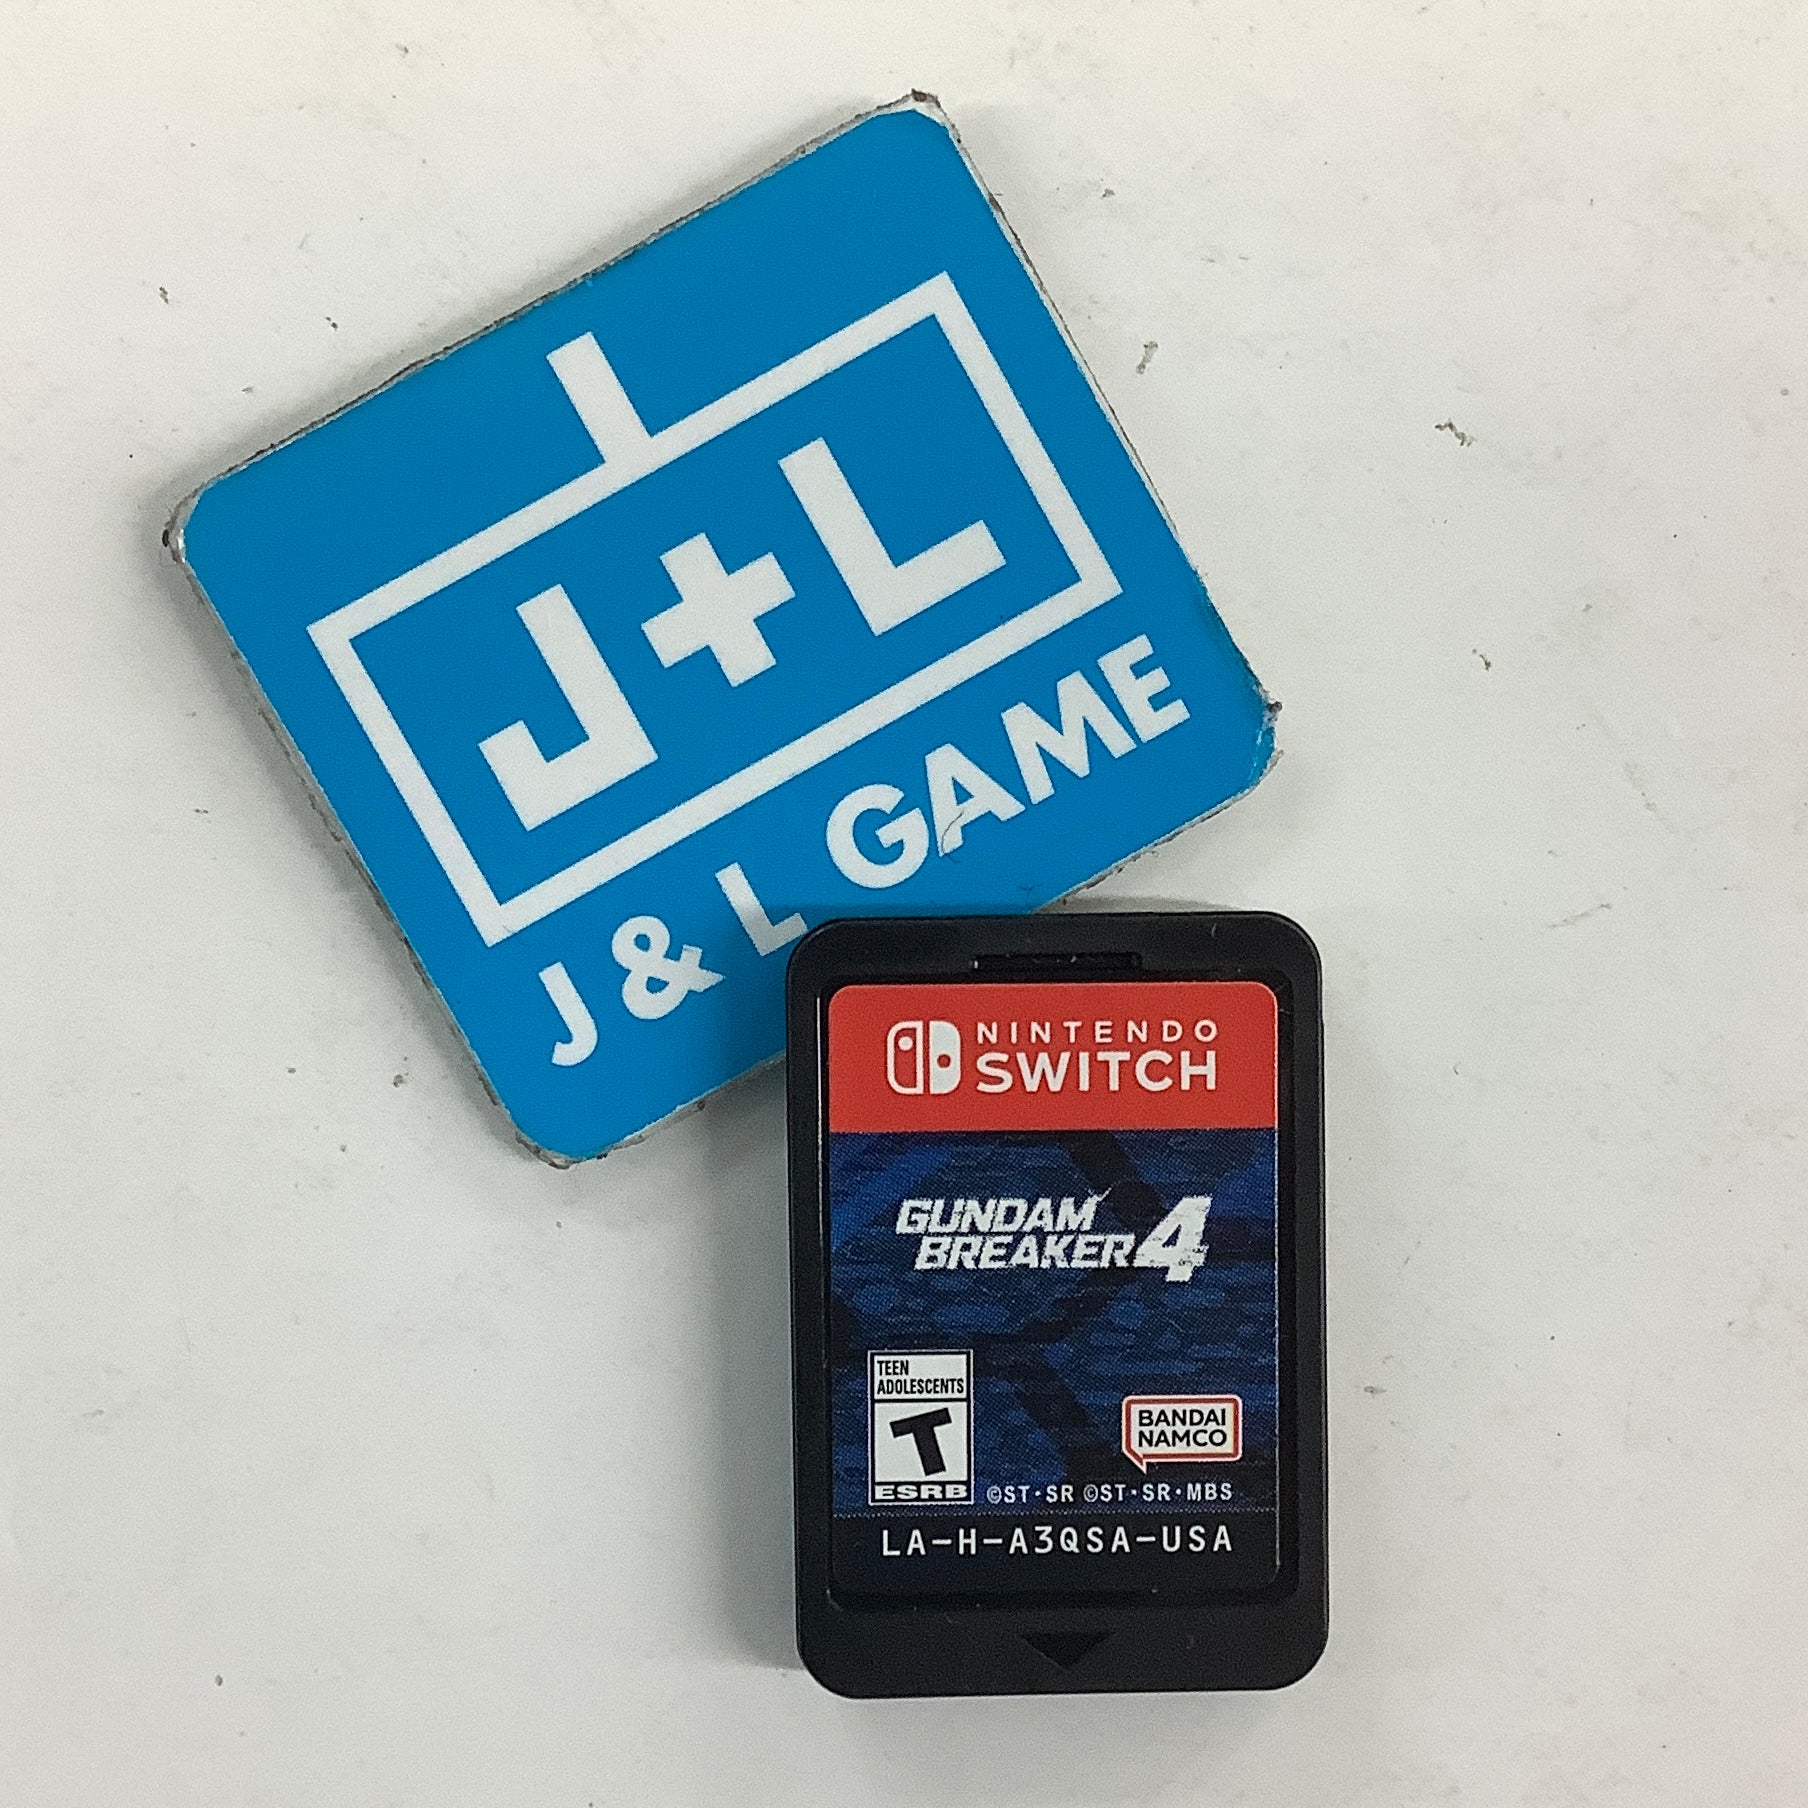 J+L
J & L GAME
NINTENDO
SWITCH
GUNDAM
BREAKER 4
TEEN
ADOLESCENTS
T
ESRB
BANDAI
NAMCO
©ST・SR ©ST・SR・MBS
LA-H-A3QSA-USA